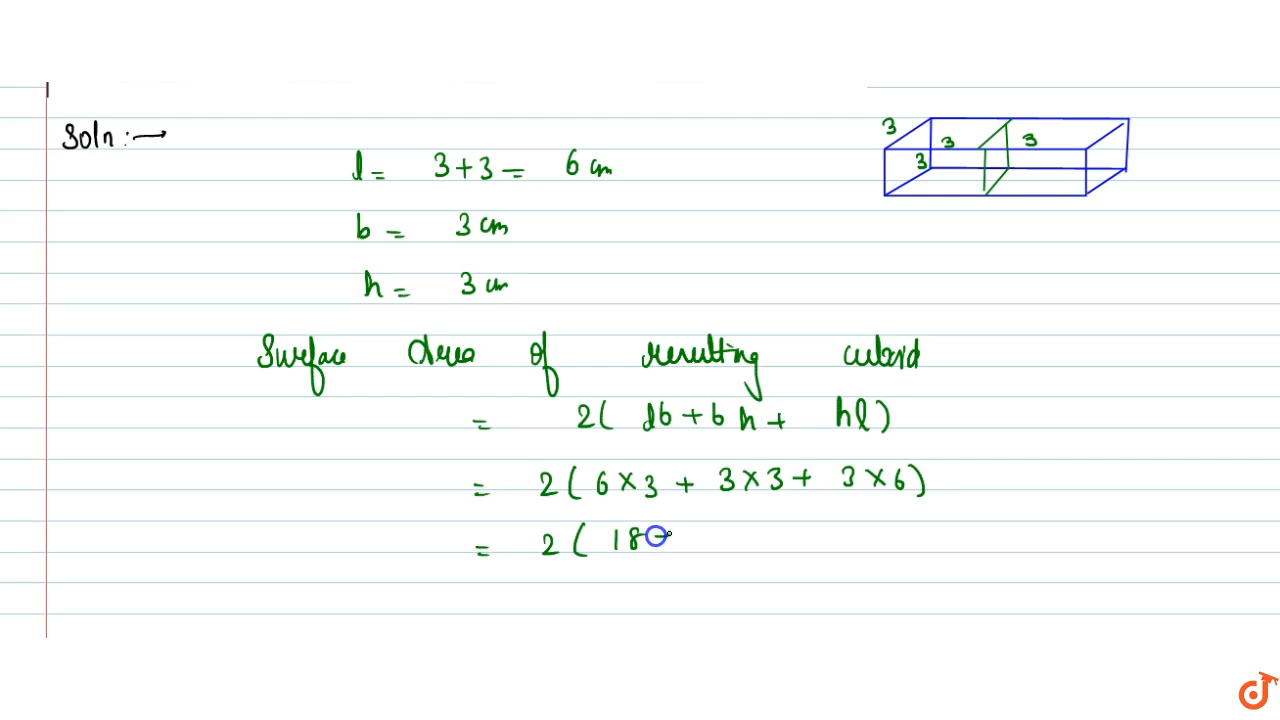 Soln :→
l = 3+3 = 6 cm
b = 3 cm
h = 3 cm
3
3
3
3
Surface Area of resulting cuboid
= 2( lb + b h + hl )
= 2( 6 × 3 + 3 × 3 + 3 × 6 )
= 2 ( 18